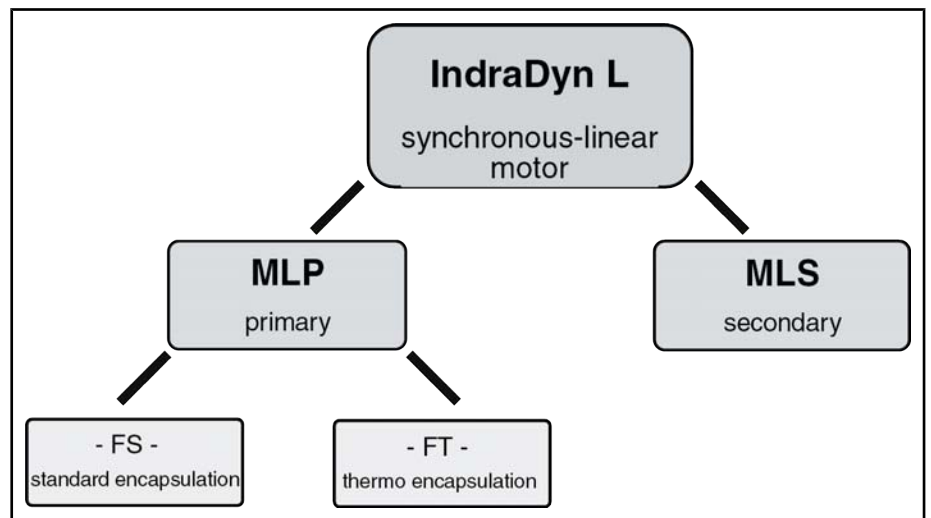 IndraDyn L
synchronous-linear
motor
MLP
primary
MLS
secondary
- FS -
standard encapsulation
- FT -
thermo encapsulation